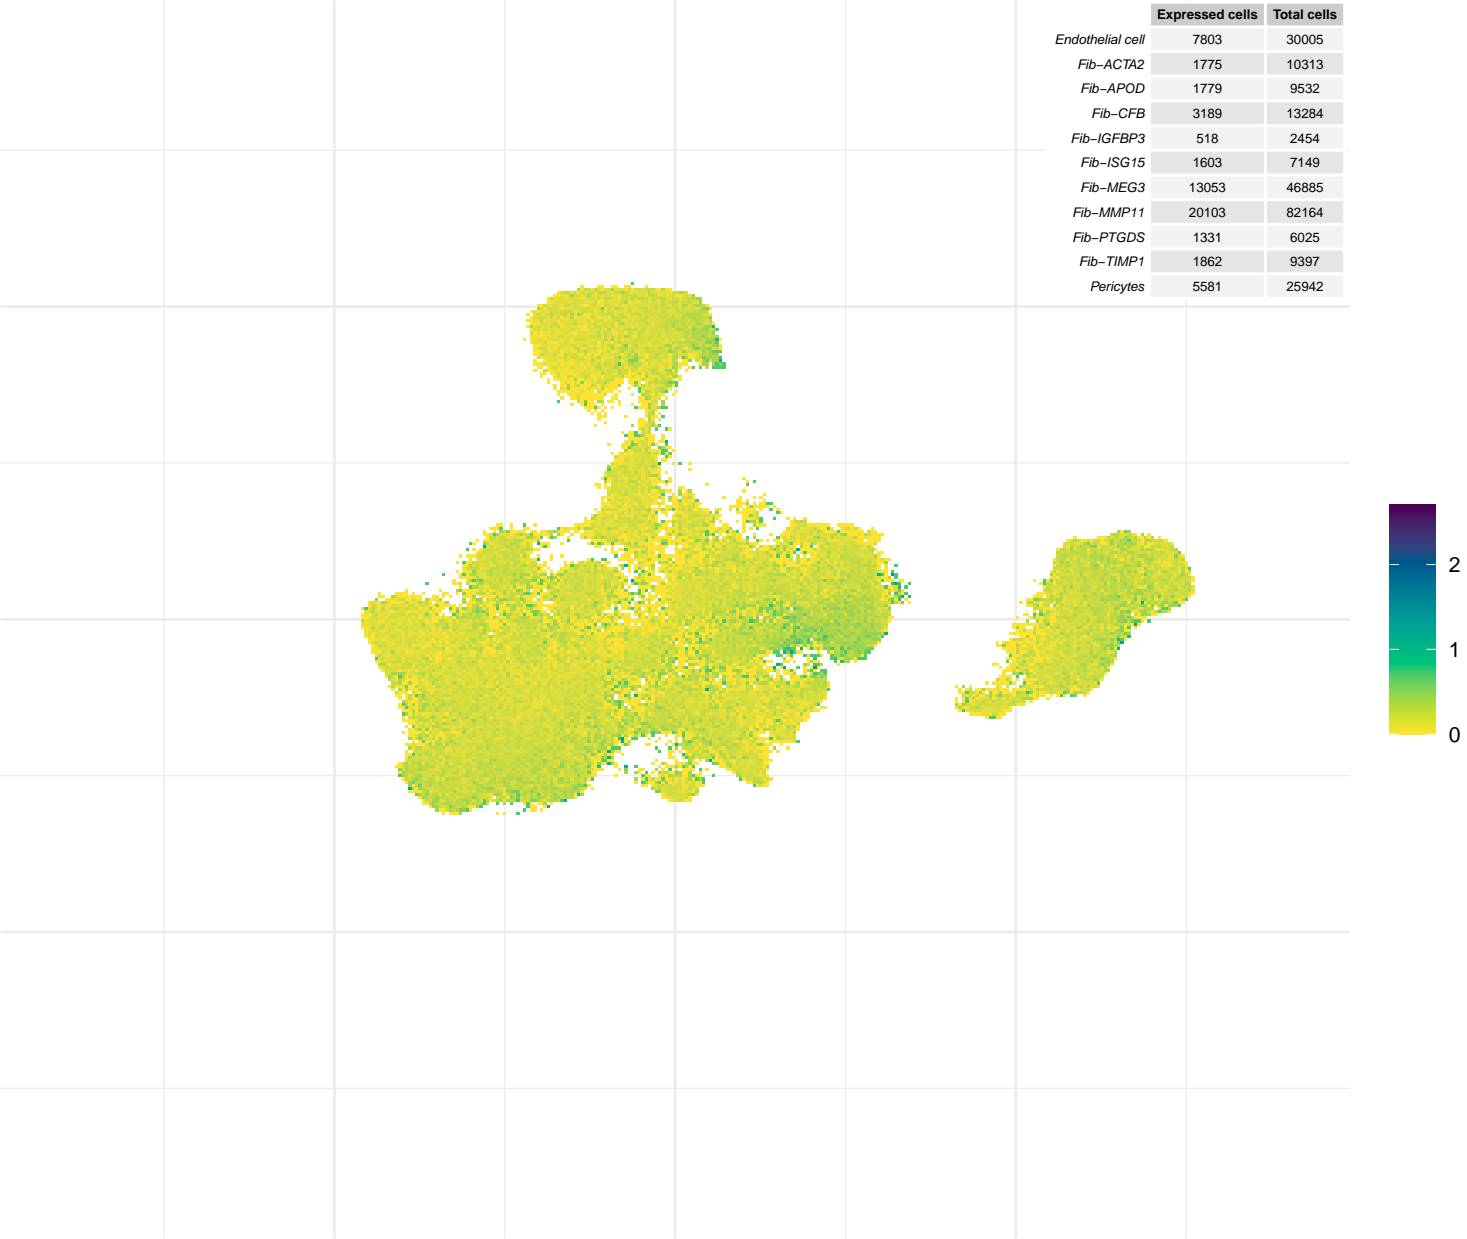 Expressed cells Total cells
Endothelial cell 7803 30005
Fib−ACTA2 1775 10313
Fib−APOD 1779 9532
Fib−CFB 3189 13284
Fib−IGFBP3 518 2454
Fib−ISG15 1603 7149
Fib−MEG3 13053 46885
Fib−MMP11 20103 82164
Fib−PTGDS 1331 6025
Fib−TIMP1 1862 9397
Pericytes 5581 25942
2
1
0